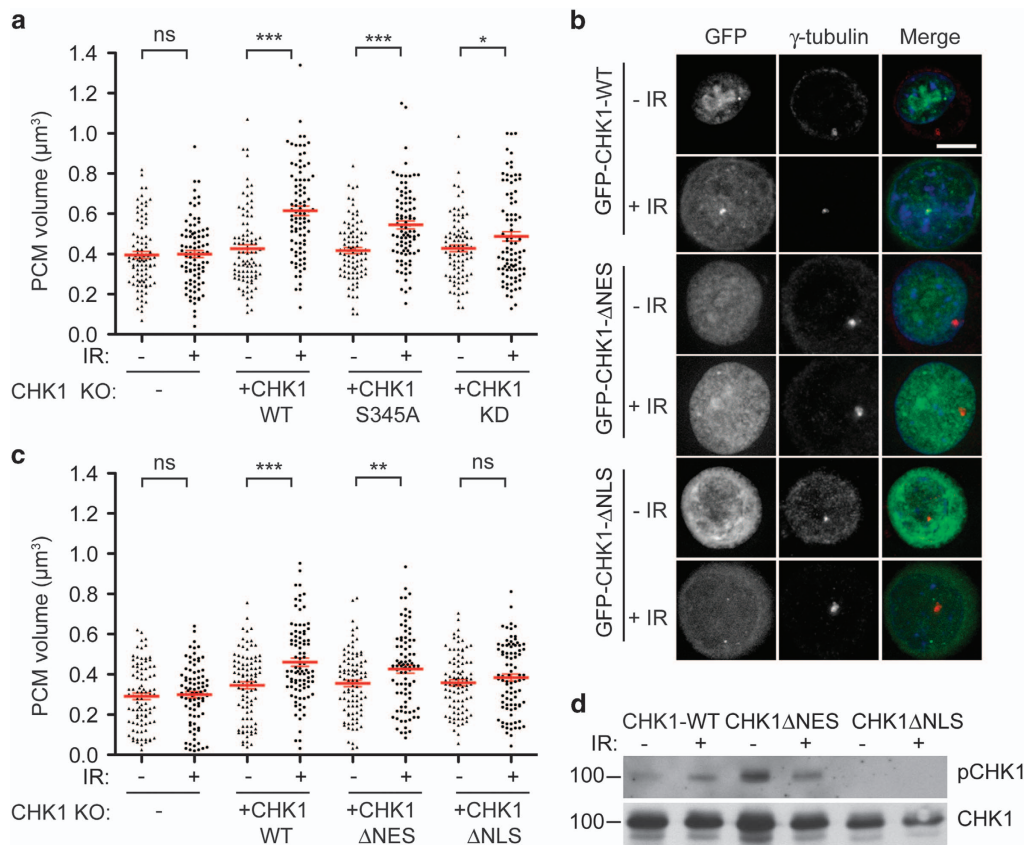 a
ns
***
***
*
PCM volume (μm³)
1.4
1.2
1.0
0.8
0.6
0.4
0.2
0.0
IR: - + - + - + - +
CHK1 KO: - +CHK1 +CHK1 +CHK1
WT S345A KD
b
GFP γ-tubulin Merge
GFP-CHK1-WT
- IR
+ IR
GFP-CHK1-ΔNES
- IR
+ IR
GFP-CHK1-ΔNLS
- IR
+ IR
c
ns
***
**
ns
PCM volume (μm³)
1.4
1.2
1.0
0.8
0.6
0.4
0.2
0.0
IR: - + - + - + - +
CHK1 KO: - +CHK1 +CHK1 +CHK1
WT ΔNES ΔNLS
d
CHK1-WT CHK1ΔNES CHK1ΔNLS
IR: - + - + - +
100 pCHK1
100 CHK1